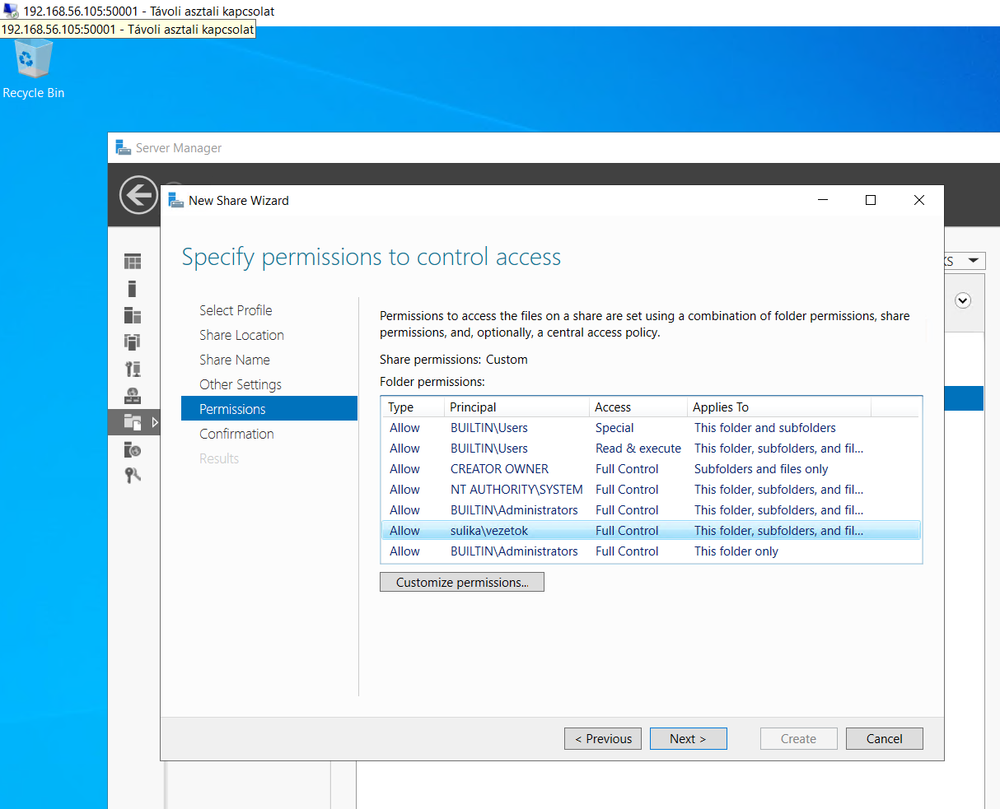 192.168.56.105:50001 - Távoli asztali kapcsolat
192.168.56.105:50001 - Távoli asztali kapcsolat
Recycle Bin
Server Manager
New Share Wizard
Specify permissions to control access
Select Profile
Share Location
Share Name
Other Settings
Permissions
Confirmation
Results
Permissions to access the files on a share are set using a combination of folder permissions, share
permissions, and, optionally, a central access policy.
Share permissions: Custom
Folder permissions:
Type Principal Access Applies To
Allow BUILTIN\Users Special This folder and subfolders
Allow BUILTIN\Users Read & execute This folder, subfolders, and fil...
Allow CREATOR OWNER Full Control Subfolders and files only
Allow NT AUTHORITY\SYSTEM Full Control This folder, subfolders, and fil...
Allow BUILTIN\Administrators Full Control This folder, subfolders, and fil...
Allow sulika\vezetok Full Control This folder, subfolders, and fil...
Allow BUILTIN\Administrators Full Control This folder only
Customize permissions...
< Previous Next > Create Cancel